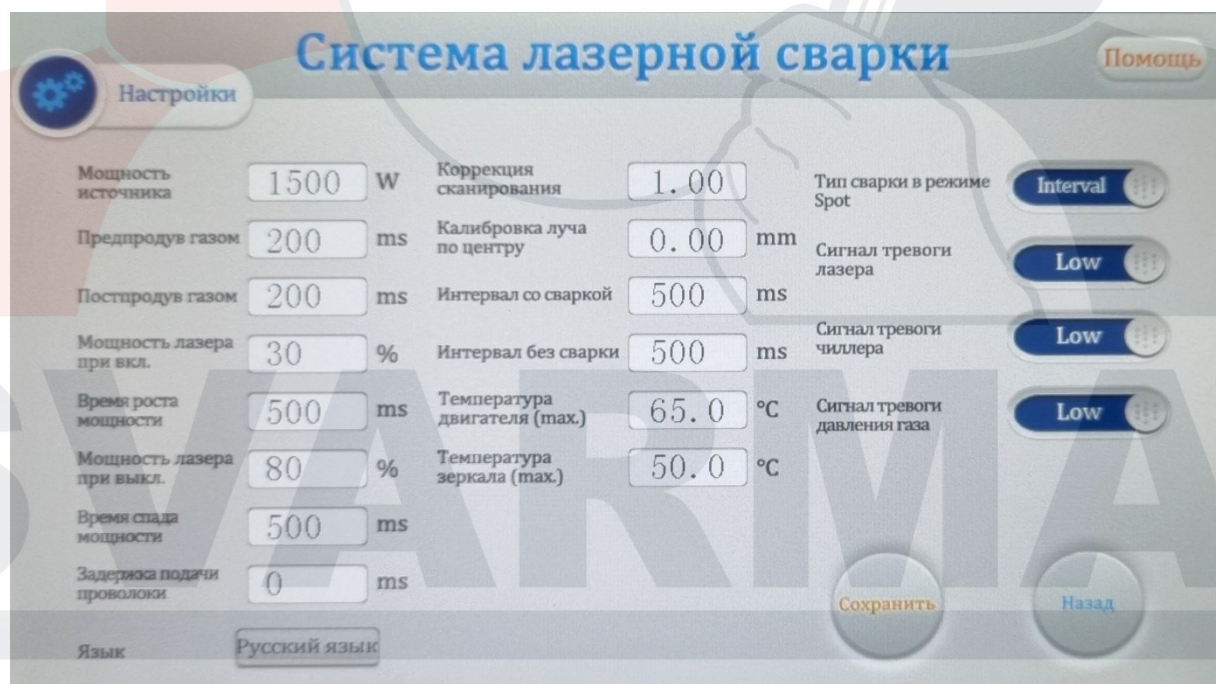 Система лазерной сварки
Помощь
Настройки
Мощность
источника
1500 W
Предпродув газом 200 ms
Постпродув газом 200 ms
Мощность лазера
при вкл.
30 %
Время роста
мощности
500 ms
Мощность лазера
при выкл.
80 %
Время спада
мощности
500 ms
Задержка подачи
проволоки
0 ms
Язык Русский язык
Коррекция
сканирования
1.00
Калибровка луча
по центру
0.00 mm
Интервал со сваркой 500 ms
Интервал без сварки 500 ms
Температура
двигателя (max.)
65.0 °C
Температура
зеркала (max.)
50.0 °C
Тип сварки в режиме
Spot
Interval
Сигнал тревоги
лазера
Low
Сигнал тревоги
чиллера
Low
Сигнал тревоги
давления газа
Low
Сохранить
Назад
SVARMA